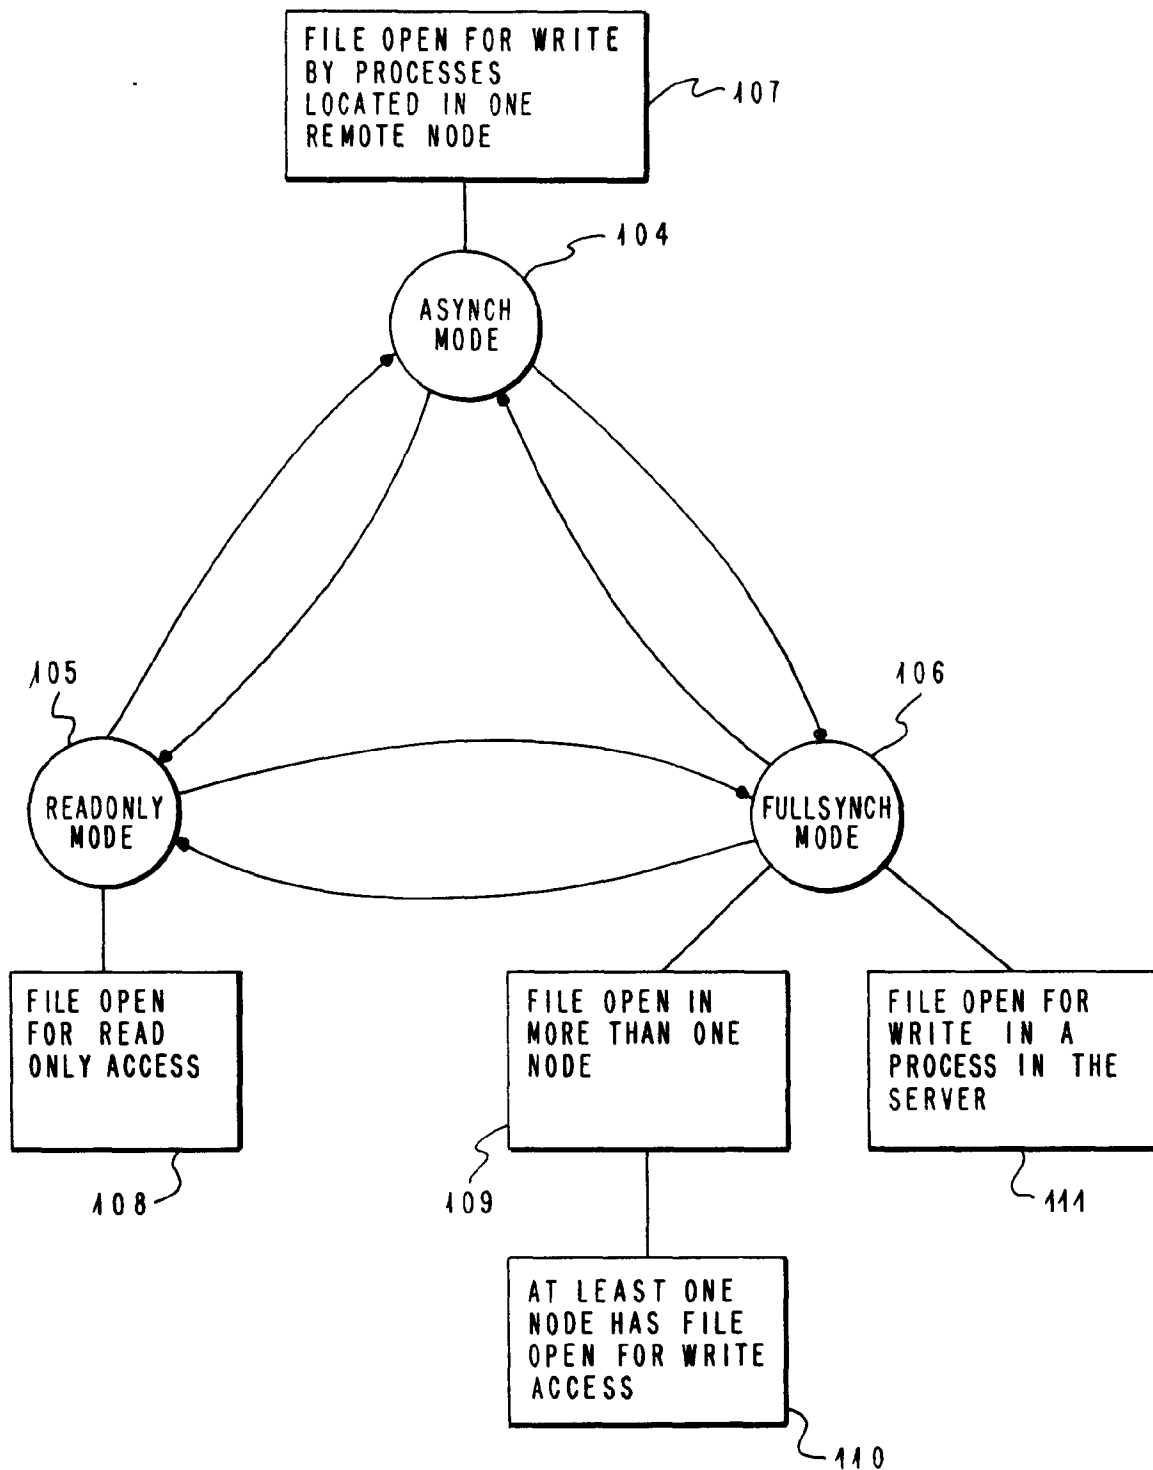 FILE OPEN FOR WRITE
BY PROCESSES
LOCATED IN ONE
REMOTE NODE
107
104
ASYNCH
MODE
105
106
READONLY
MODE
FULLSYNCH
MODE
FILE OPEN
FOR READ
ONLY ACCESS
FILE OPEN IN
MORE THAN ONE
NODE
FILE OPEN FOR
WRITE IN A
PROCESS IN THE
SERVER
108
109
111
AT LEAST ONE
NODE HAS FILE
OPEN FOR WRITE
ACCESS
110